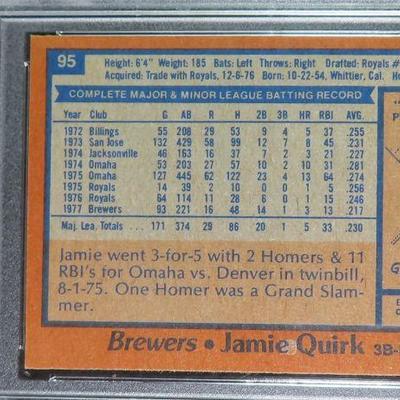 95
Height: 6'4" Weight: 185 Bats: Left Throws: Right Drafted: Royals #
Acquired: Trade with Royals, 12-6-76 Born: 10-22-54, Whittier, Cal.
COMPLETE MAJOR & MINOR LEAGUE BATTING RECORD
Year Club G AB R H 2B 3B HR RBI AVG.
1972 Billings 55 208 29 53 9 4 5 37 .255
1973 San Jose 132 429 58 99 12 7 5 45 .231
1974 Jacksonville 46 163 16 37 9 2 2 22 .227
1974 Omaha 53 203 27 57 10 2 10 31 .281
1975 Omaha 127 445 62 122 23 4 13 64 .274
1975 Royals 14 39 2 10 0 0 1 5 .256
1976 Royals 64 114 11 28 6 0 1 15 .246
1977 Brewers 93 221 16 48 14 1 3 13 .217
Maj. Lea. Totals . . . 171 374 29 86 20 1 5 33 .230
Jamie went 3-for-5 with 2 Homers & 11
RBI's for Omaha vs. Denver in twinbill,
8-1-75. One Homer was a Grand Slam-
mer.
Brewers • Jamie Quirk 3B-